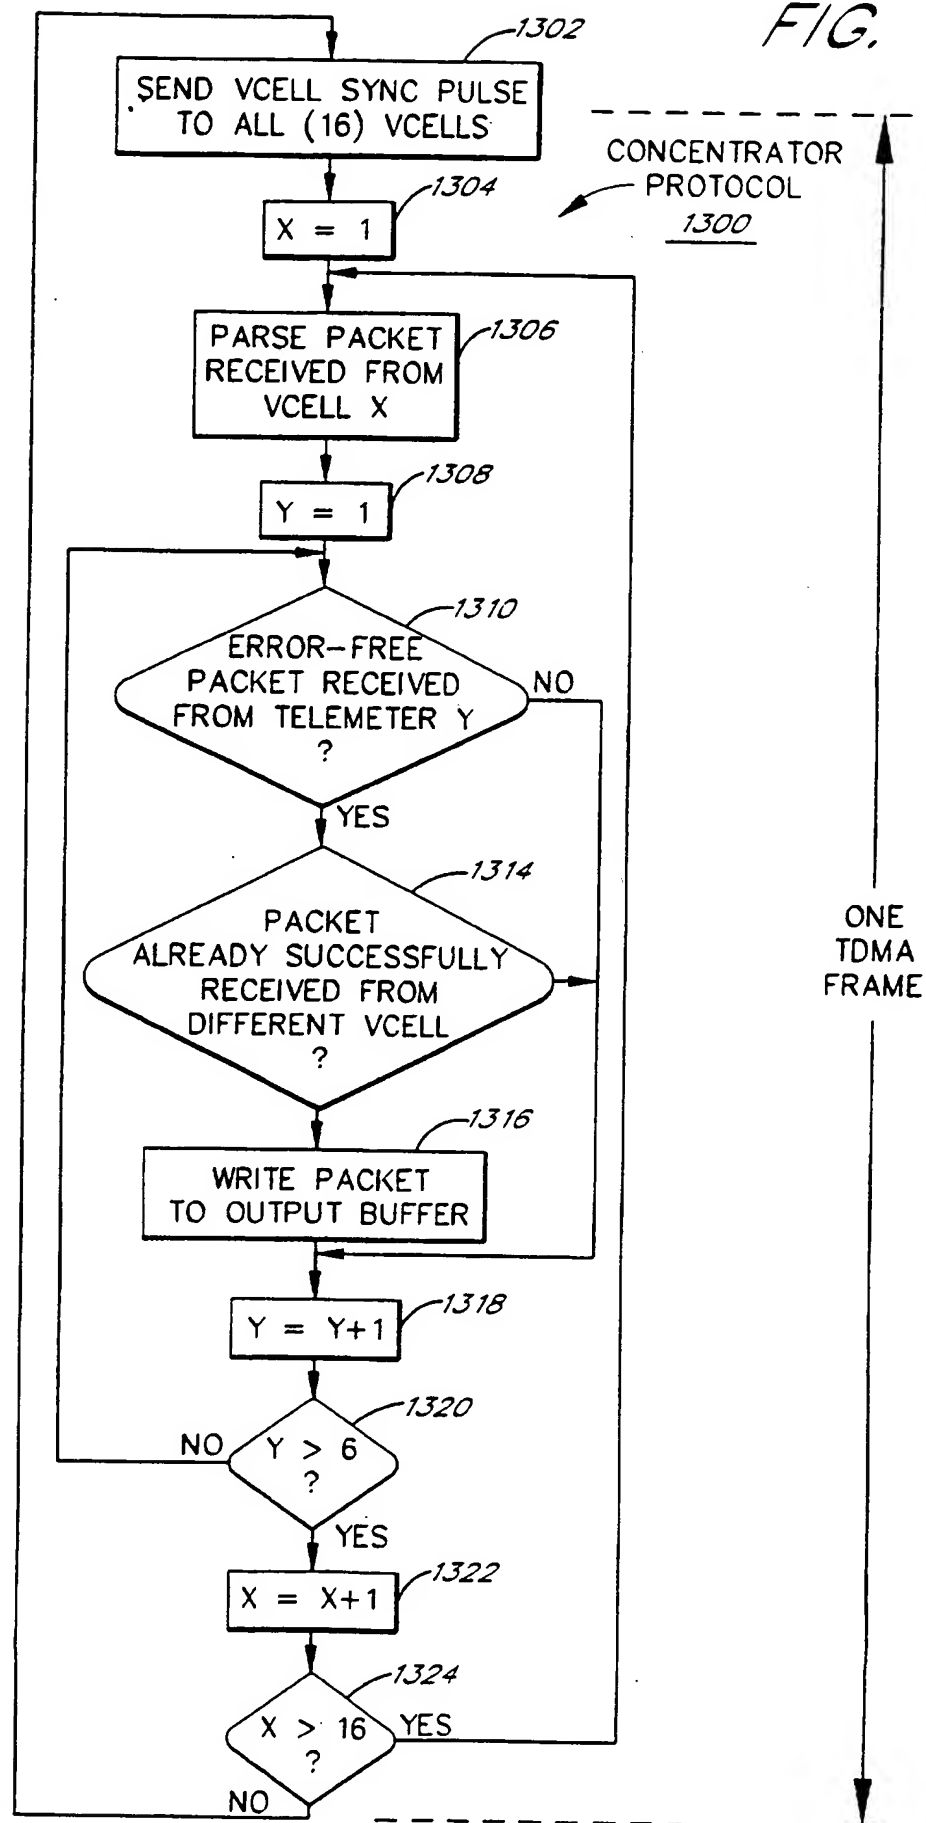 FIG.
1302
SEND VCELL SYNC PULSE
TO ALL (16) VCELLS
CONCENTRATOR
PROTOCOL
1300
1304
X = 1
1306
PARSE PACKET
RECEIVED FROM
VCELL X
1308
Y = 1
1310
ERROR-FREE
PACKET RECEIVED
FROM TELEMETER Y
?
NO
YES
1314
PACKET
ALREADY SUCCESSFULLY
RECEIVED FROM
DIFFERENT VCELL
?
ONE
TDMA
FRAME
1316
WRITE PACKET
TO OUTPUT BUFFER
1318
Y = Y+1
1320
Y > 6
?
NO
YES
1322
X = X+1
1324
X > 16
?
YES
NO